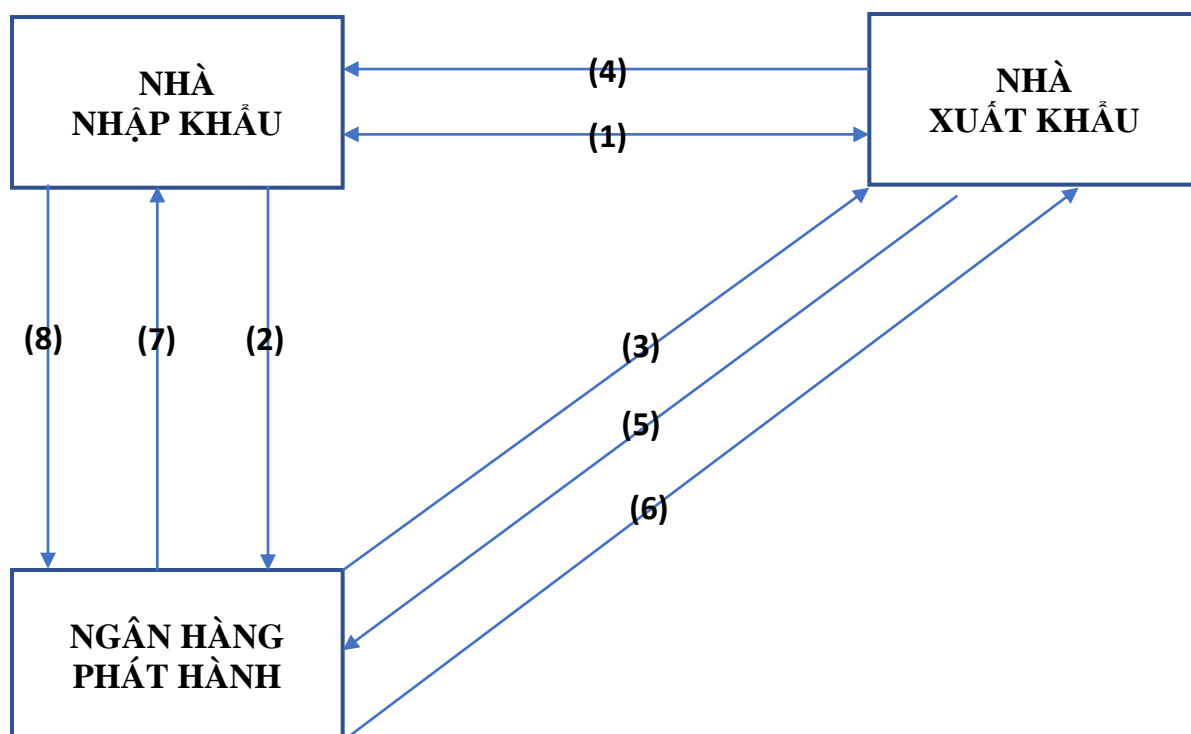 NHÀ
NHẬP KHẨU
NHÀ
XUẤT KHẨU
(4)
(1)
(8)
(7)
(2)
(3)
(5)
(6)
NGÂN HÀNG
PHÁT HÀNH